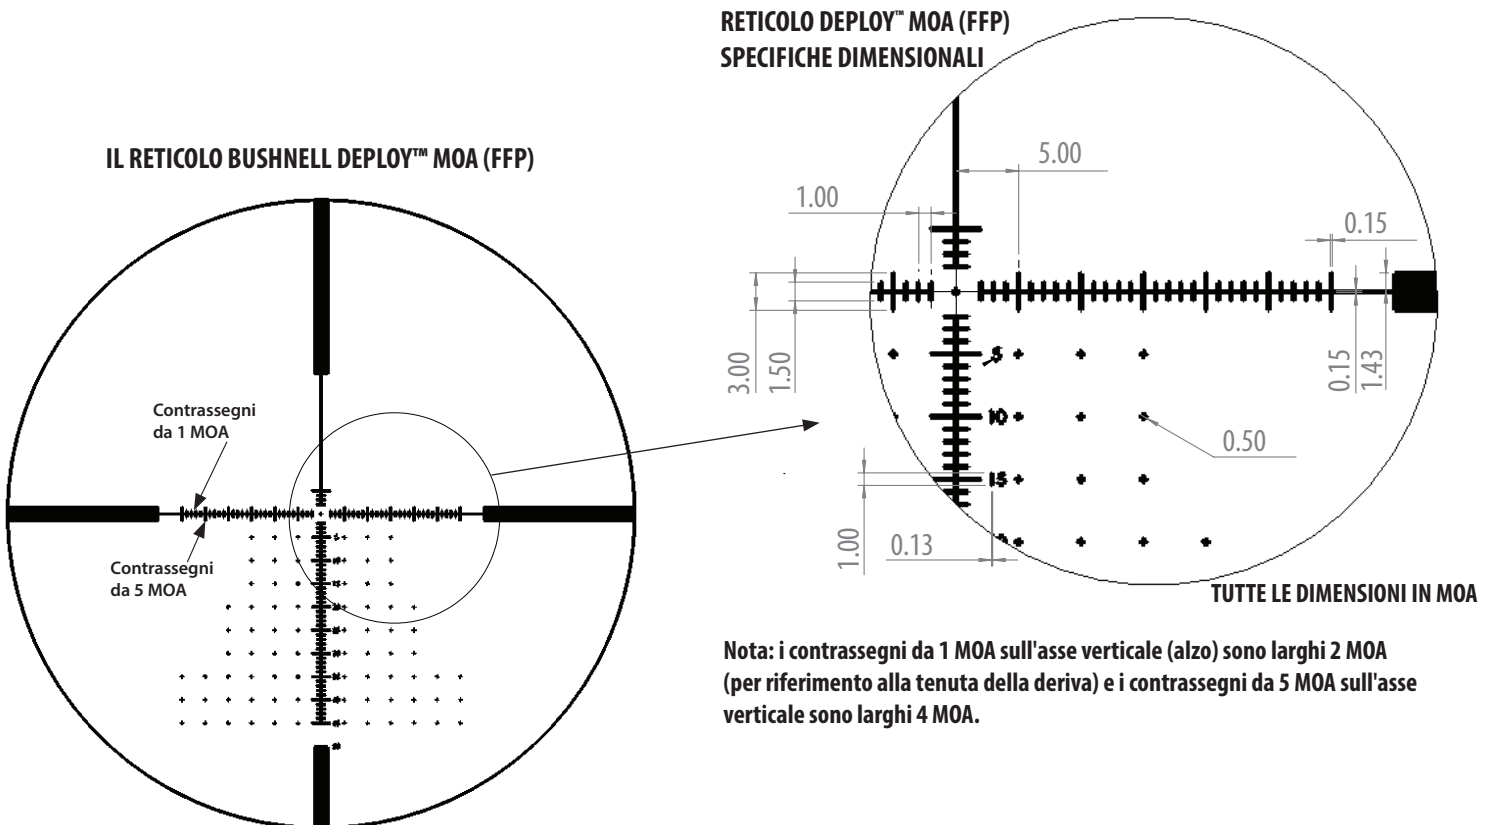 RETICOLO DEPLOY™ MOA (FFP)
SPECIFICHE DIMENSIONALI
IL RETICOLO BUSHNELL DEPLOY™ MOA (FFP)
5.00
1.00
0.15
3.00
1.50
0.15
1.43
5
10
15
0.50
1.00
0.13
Contrassegni
da 1 MOA
Contrassegni
da 5 MOA
TUTTE LE DIMENSIONI IN MOA
Nota: i contrassegni da 1 MOA sull'asse verticale (alzo) sono larghi 2 MOA
(per riferimento alla tenuta della deriva) e i contrassegni da 5 MOA sull'asse
verticale sono larghi 4 MOA.